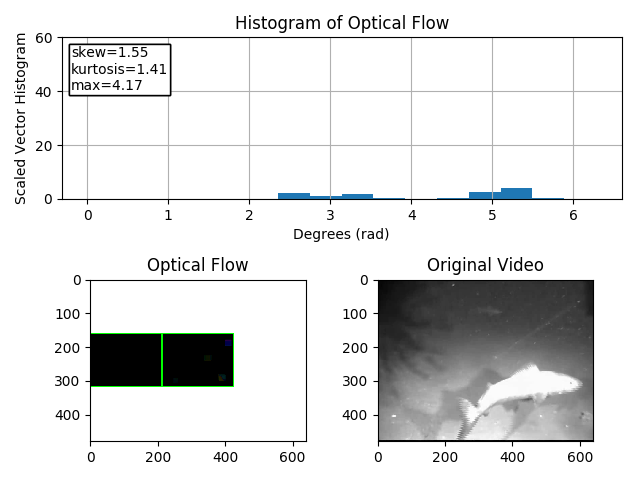 Histogram of Optical Flow
Scaled Vector Histogram
60
40
20
0
skew=1.55
kurtosis=1.41
max=4.17
0 1 2 3 4 5 6
Degrees (rad)
Optical Flow
0
100
200
300
400
0 200 400 600
Original Video
0
100
200
300
400
0 200 400 600